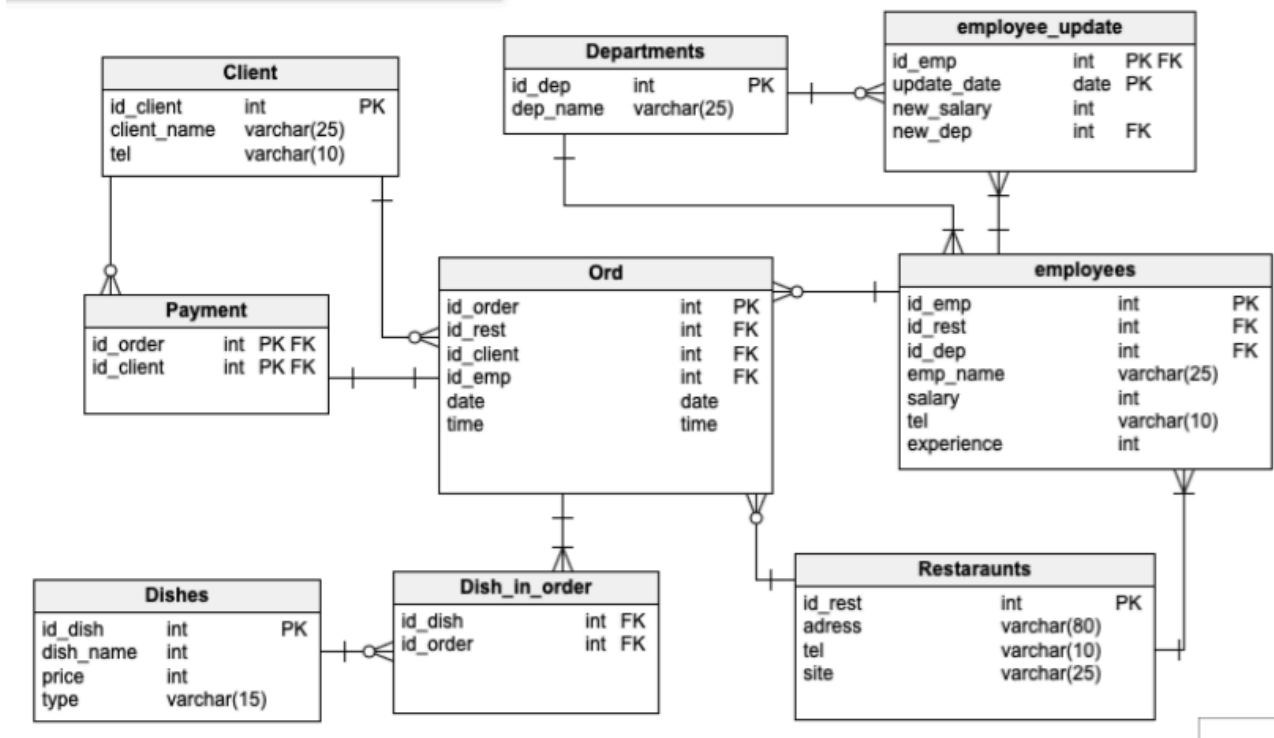 Client
id_client int PK
client_name varchar(25)
tel varchar(10)
Departments
id_dep int PK
dep_name varchar(25)
employee_update
id_emp int PK FK
update_date date PK
new_salary int
new_dep int FK
Payment
id_order int PK FK
id_client int PK FK
Ord
id_order int PK
id_rest int FK
id_client int FK
id_emp int FK
date date
time time
employees
id_emp int PK
id_rest int FK
id_dep int FK
emp_name varchar(25)
salary int
tel varchar(10)
experience int
Dishes
id_dish int PK
dish_name int
price int
type varchar(15)
Dish_in_order
id_dish int FK
id_order int FK
Restaraunts
id_rest int PK
adress varchar(80)
tel varchar(10)
site varchar(25)